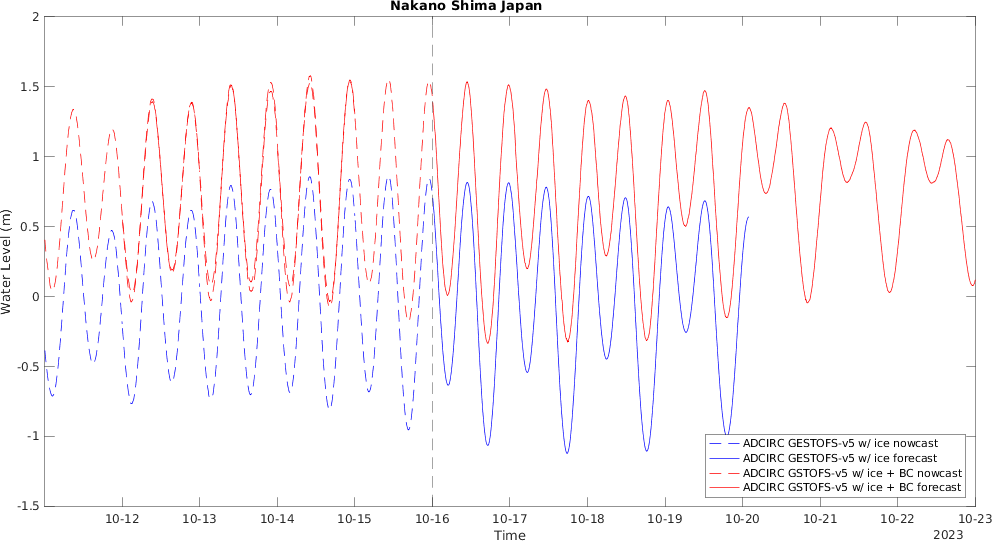 Nakano Shima Japan
2
1.5
1
0.5
0
-0.5
-1
-1.5
Water Level (m)
ADCIRC GESTOFS-v5 w/ ice nowcast
ADCIRC GESTOFS-v5 w/ ice forecast
ADCIRC GSTOFS-v5 w/ ice + BC nowcast
ADCIRC GSTOFS-v5 w/ ice + BC forecast
10-12 10-13 10-14 10-15 10-16 10-17 10-18 10-19 10-20 10-21 10-22 10-23
Time
2023